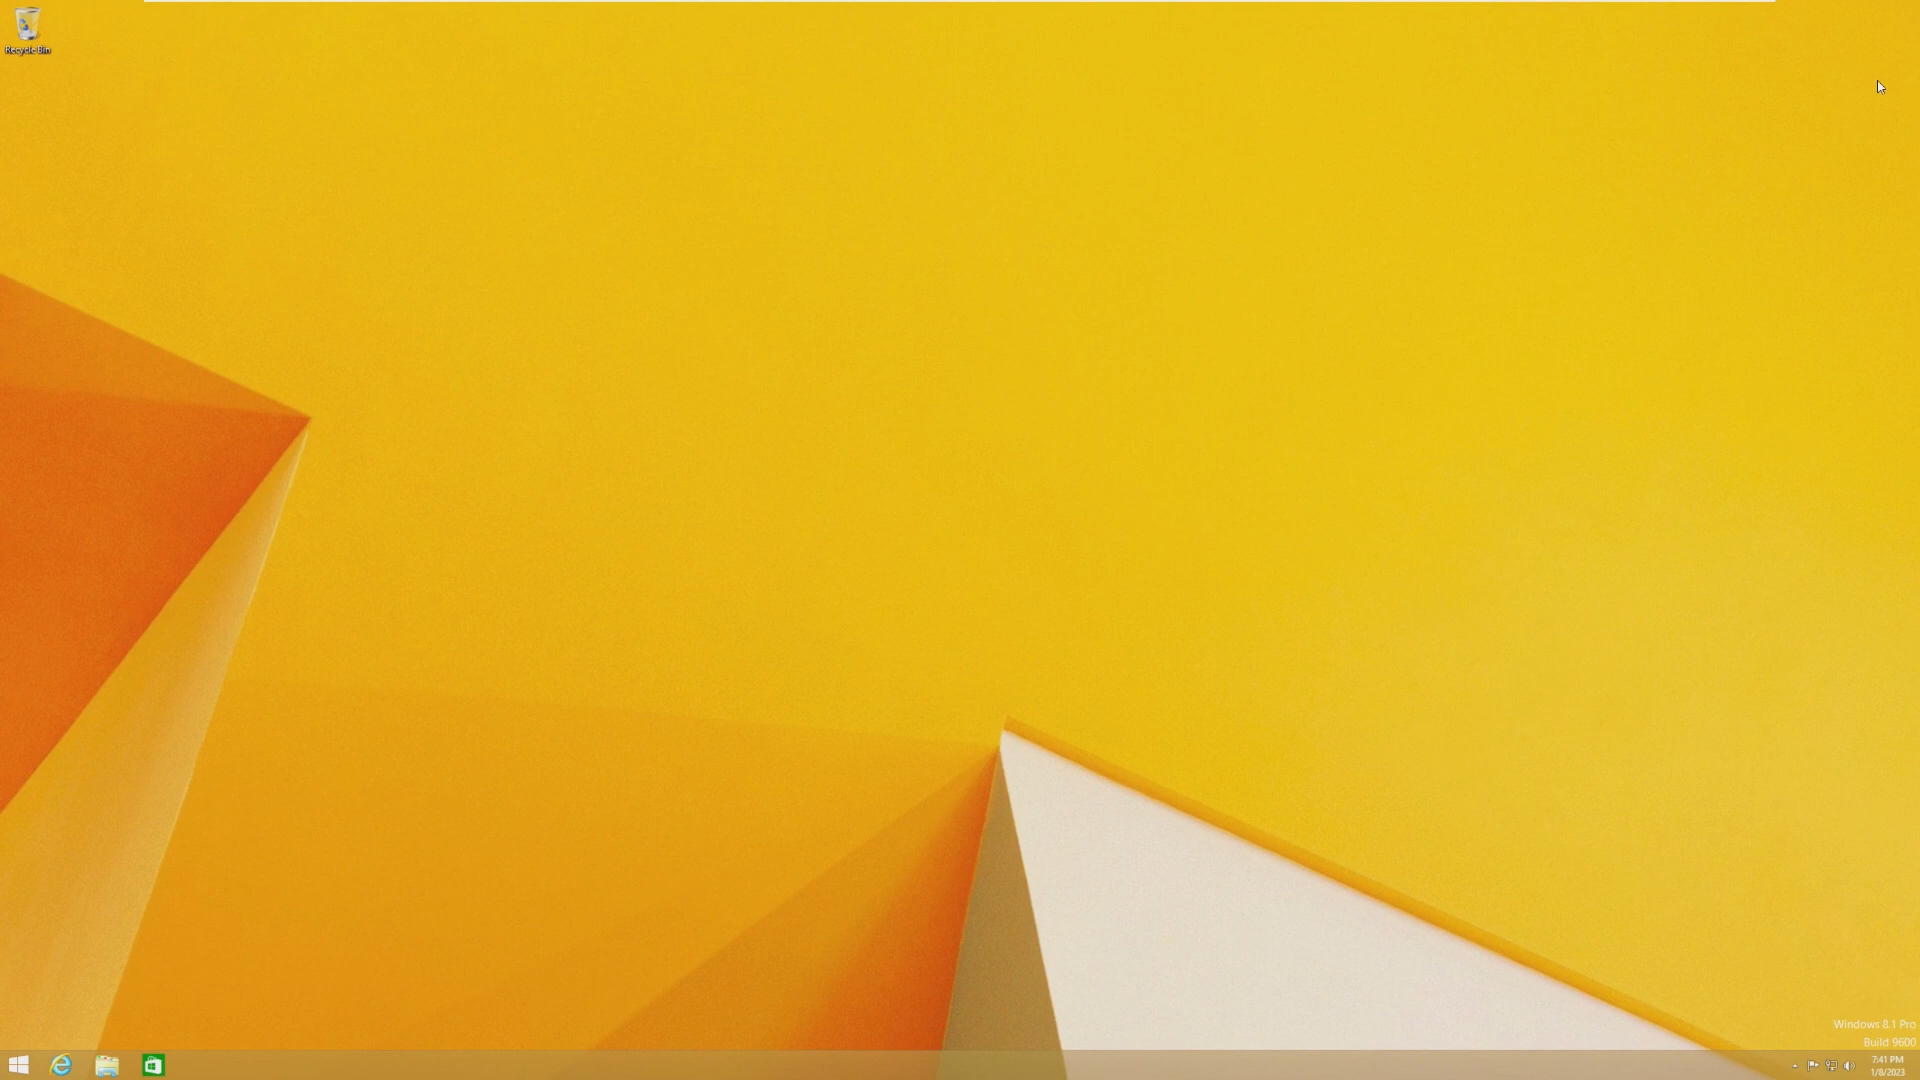 Recycle Bin
Windows 8.1 Pro
Build 9600
7:41 PM
1/8/2023